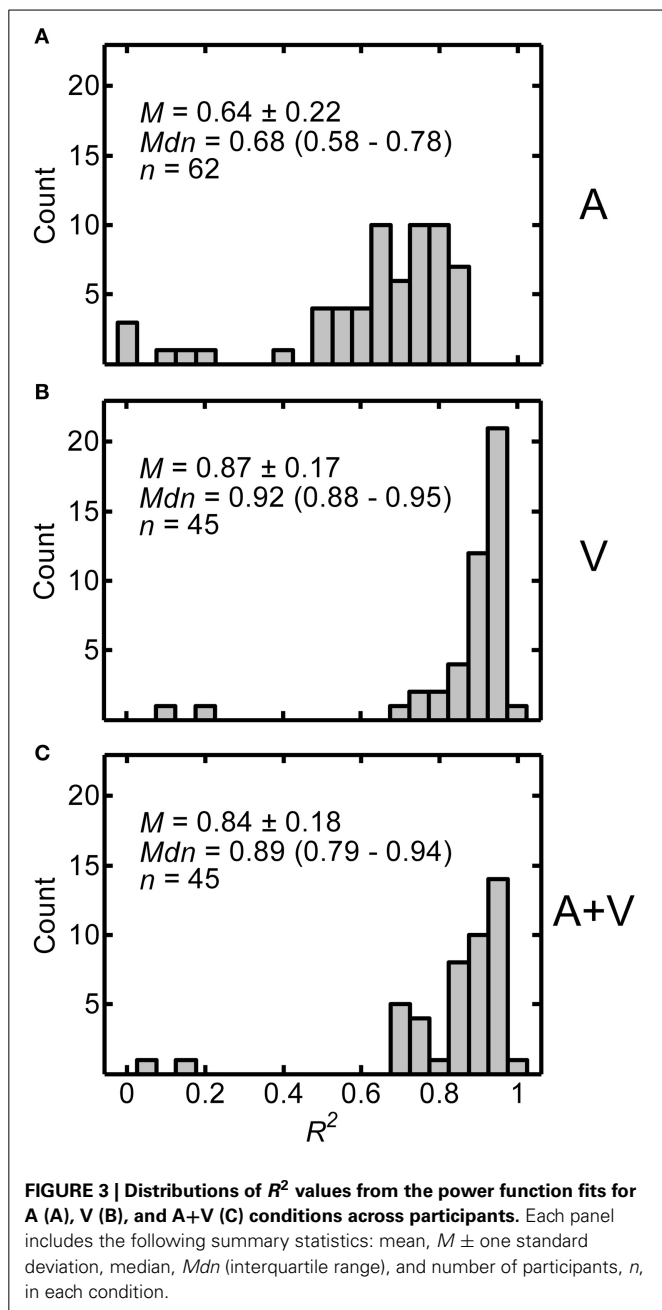 A
20
15
10
5
Count
M = 0.64 ± 0.22
Mdn = 0.68 (0.58 - 0.78)
n = 62
A
B
20
15
10
5
Count
M = 0.87 ± 0.17
Mdn = 0.92 (0.88 - 0.95)
n = 45
V
C
20
15
10
5
Count
M = 0.84 ± 0.18
Mdn = 0.89 (0.79 - 0.94)
n = 45
A+V
0 0.2 0.4 0.6 0.8 1
R²
FIGURE 3 | Distributions of R² values from the power function fits for
A (A), V (B), and A+V (C) conditions across participants. Each panel
includes the following summary statistics: mean, M ± one standard
deviation, median, Mdn (interquartile range), and number of participants, n,
in each condition.